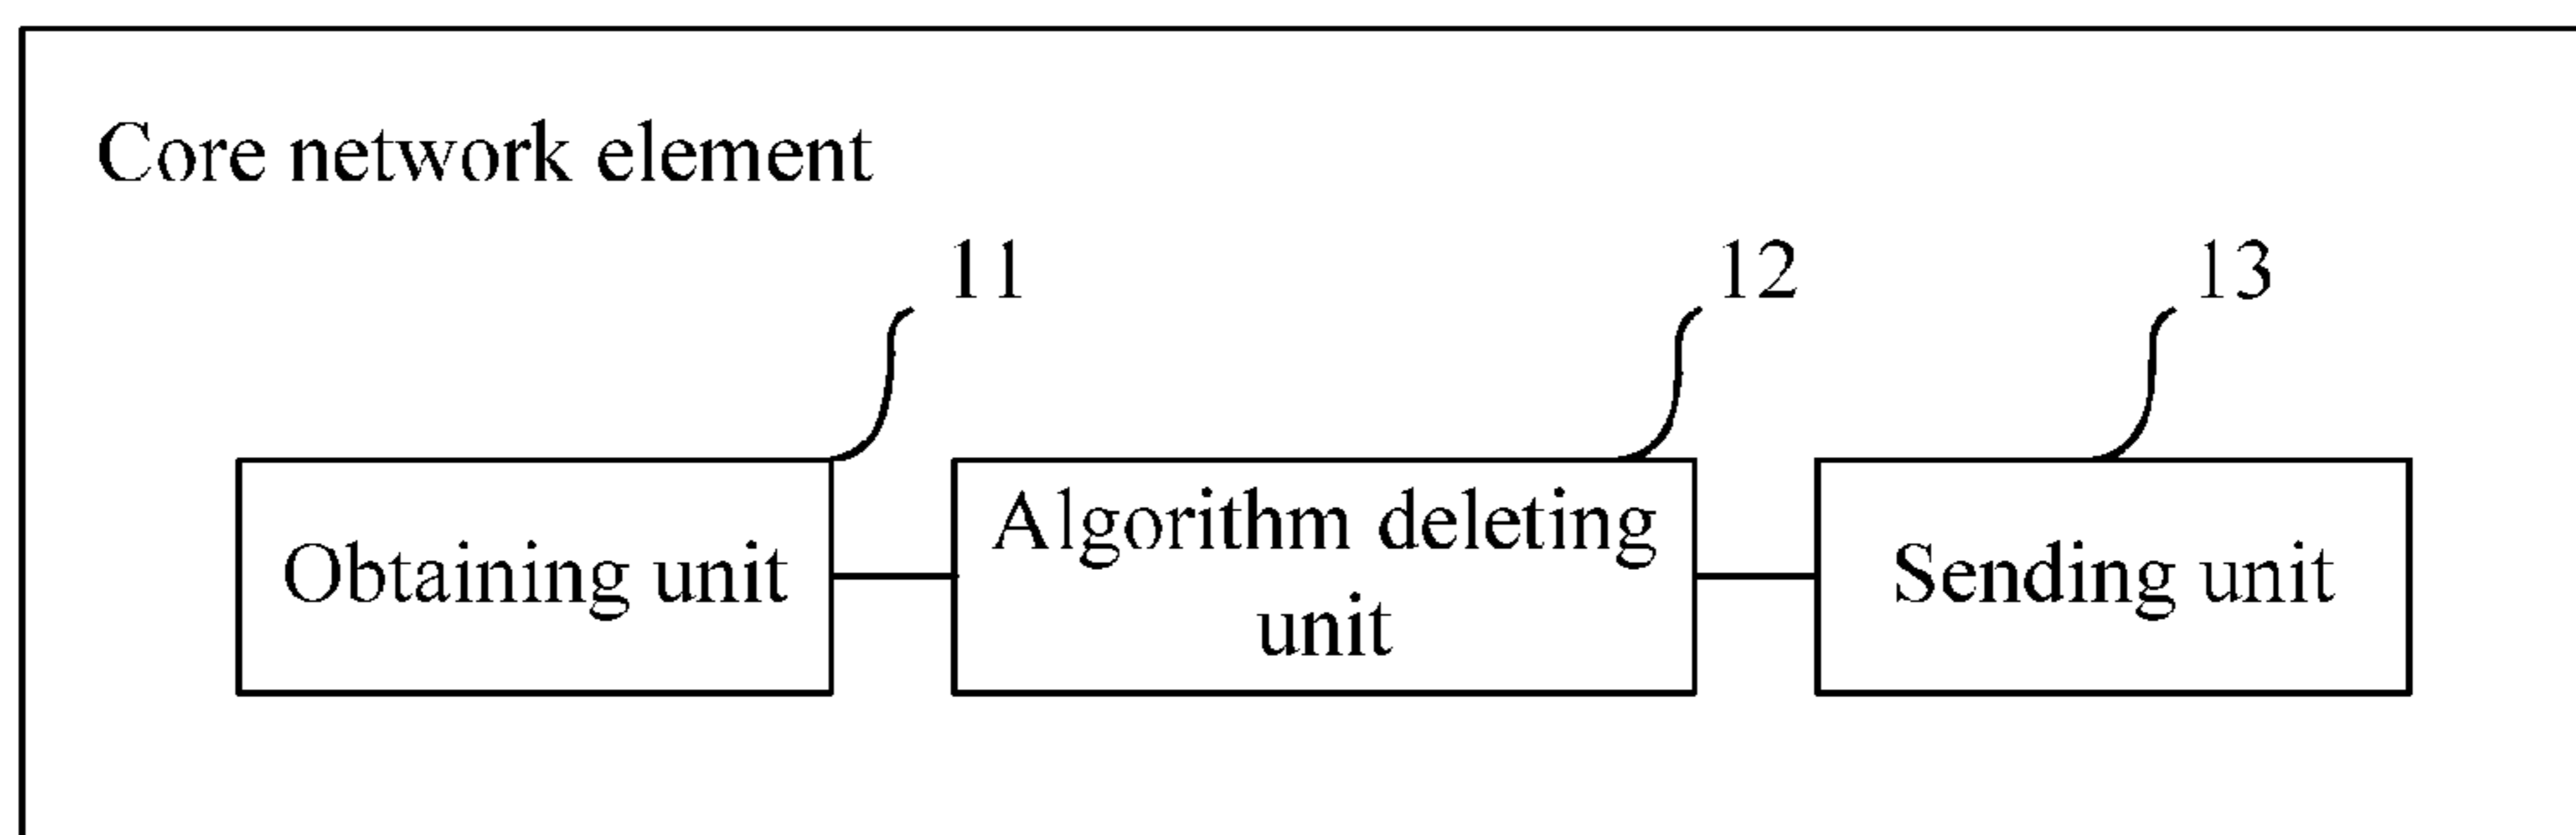 Core network element
11
12
13
Obtaining unit
Algorithm deleting
unit
Sending unit